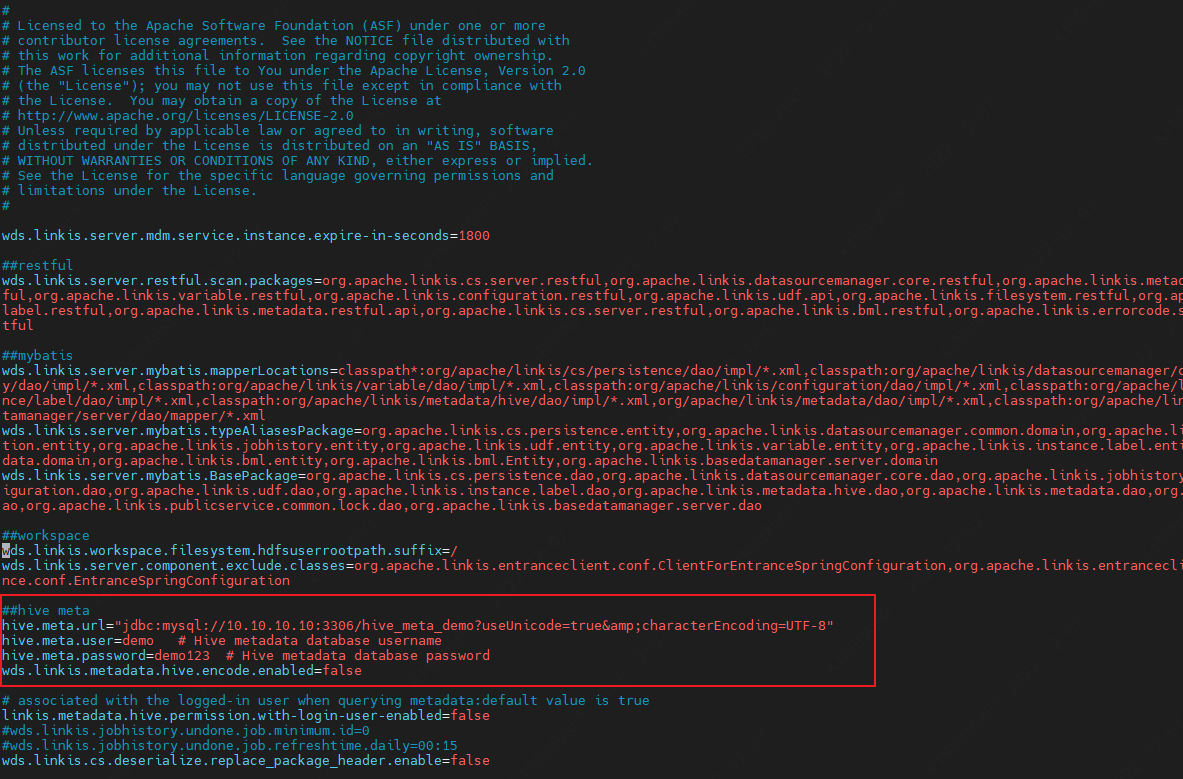 #
# Licensed to the Apache Software Foundation (ASF) under one or more
# contributor license agreements.  See the NOTICE file distributed with
# this work for additional information regarding copyright ownership.
# The ASF licenses this file to You under the Apache License, Version 2.0
# (the "License"); you may not use this file except in compliance with
# the License.  You may obtain a copy of the License at
# http://www.apache.org/licenses/LICENSE-2.0
# Unless required by applicable law or agreed to in writing, software
# distributed under the License is distributed on an "AS IS" BASIS,
# WITHOUT WARRANTIES OR CONDITIONS OF ANY KIND, either express or implied.
# See the License for the specific language governing permissions and
# limitations under the License.
#
wds.linkis.server.mdm.service.instance.expire-in-seconds=1800
##restful
wds.linkis.server.restful.scan.packages=org.apache.linkis.cs.server.restful,org.apache.linkis.datasourcemanager.core.restful,org.apache.linkis.metad
ful,org.apache.linkis.variable.restful,org.apache.linkis.configuration.restful,org.apache.linkis.udf.api,org.apache.linkis.filesystem.restful,org.ap
label.restful,org.apache.linkis.metadata.restful.api,org.apache.linkis.cs.server.restful,org.apache.linkis.bml.restful,org.apache.linkis.errorcode.s
tful
##mybatis
wds.linkis.server.mybatis.mapperLocations=classpath*:org/apache/linkis/cs/persistence/dao/impl/*.xml,classpath:org/apache/linkis/datasourcemanager/c
y/dao/impl/*.xml,classpath:org/apache/linkis/variable/dao/impl/*.xml,classpath:org/apache/linkis/configuration/dao/impl/*.xml,classpath:org/apache/l
nce/label/dao/impl/*.xml,classpath:org/apache/linkis/metadata/hive/dao/impl/*.xml,org/apache/linkis/metadata/dao/impl/*.xml,classpath:org/apache/lin
tamanager/server/dao/mapper/*.xml
wds.linkis.server.mybatis.typeAliasesPackage=org.apache.linkis.cs.persistence.entity,org.apache.linkis.datasourcemanager.common.domain,org.apache.li
tion.entity,org.apache.linkis.jobhistory.entity,org.apache.linkis.udf.entity,org.apache.linkis.variable.entity,org.apache.linkis.instance.label.enti
data.domain,org.apache.linkis.bml.entity,org.apache.linkis.bml.Entity,org.apache.linkis.basedatamanager.server.domain
wds.linkis.server.mybatis.BasePackage=org.apache.linkis.cs.persistence.dao,org.apache.linkis.datasourcemanager.core.dao,org.apache.linkis.jobhistory
iguration.dao,org.apache.linkis.udf.dao,org.apache.linkis.instance.label.dao,org.apache.linkis.metadata.hive.dao,org.apache.linkis.metadata.dao,org.
ao,org.apache.linkis.publicservice.common.lock.dao,org.apache.linkis.basedatamanager.server.dao
##workspace
wds.linkis.workspace.filesystem.hdfsuserrootpath.suffix=/
wds.linkis.server.component.exclude.classes=org.apache.linkis.entranceclient.conf.ClientForEntranceSpringConfiguration,org.apache.linkis.entranceclі
nce.conf.EntranceSpringConfiguration
##hive meta
hive.meta.url="jdbc:mysql://10.10.10.10:3306/hive_meta_demo?useUnicode=true&amp;characterEncoding=UTF-8"
hive.meta.user=demo   # Hive metadata database username
hive.meta.password=demo123  # Hive metadata database password
wds.linkis.metadata.hive.encode.enabled=false
# associated with the logged-in user when querying metadata:default value is true
linkis.metadata.hive.permission.with-login-user-enabled=false
#wds.linkis.jobhistory.undone.job.minimum.id=0
#wds.linkis.jobhistory.undone.job.refreshtime.daily=00:15
wds.linkis.cs.deserialize.replace_package_header.enable=false